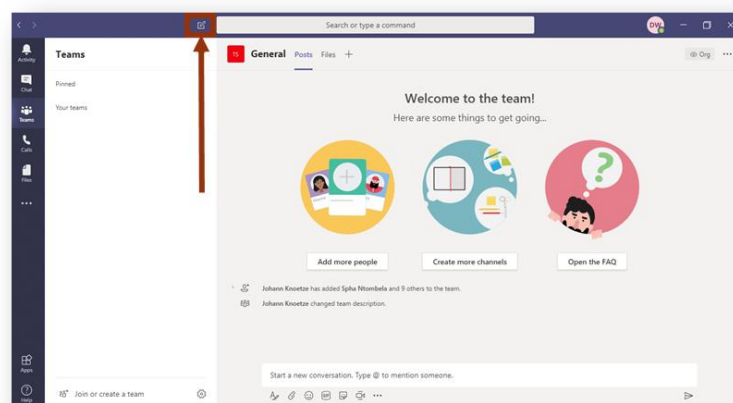 Search or type a command
DW
Activity
Chat
Teams
Calls
Files
Apps
Help
Teams
Pinned
Your teams
Join or create a team
TS
General Posts Files
Org
Welcome to the team!
Here are some things to get going...
Add more people
Create more channels
Open the FAQ
Johann Knoetze has added Spha Ntombela and 9 others to the team.
Johann Knoetze changed team description.
Start a new conversation. Type @ to mention someone.